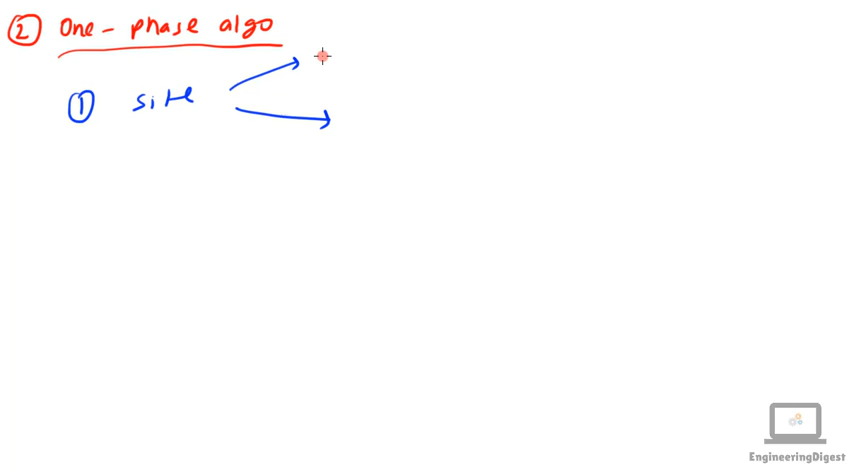 ② One - phase algo
① site
EngineeringDigest